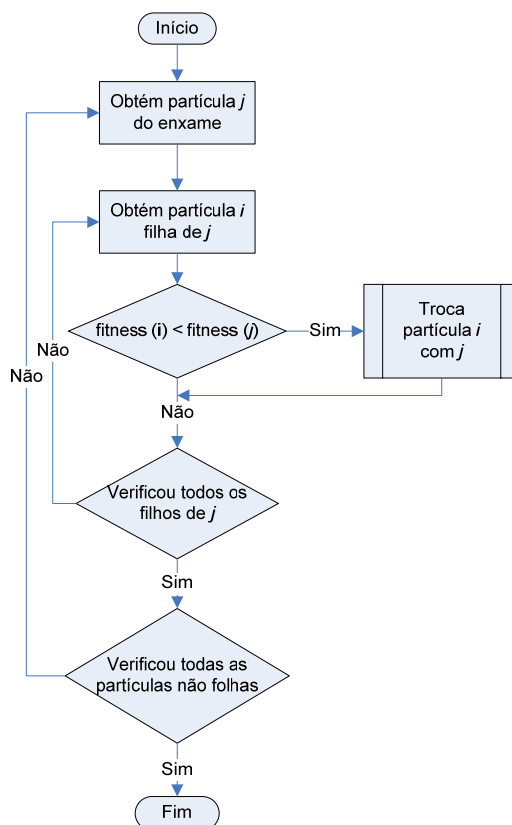 Início
Obtém partícula j
do enxame
Obtém partícula i
filha de j
fitness (i) < fitness (j)
Sim
Troca
partícula i
com j
Não
Não
Não
Verificou todos os
filhos de j
Sim
Verificou todas as
partículas não folhas
Sim
Fim